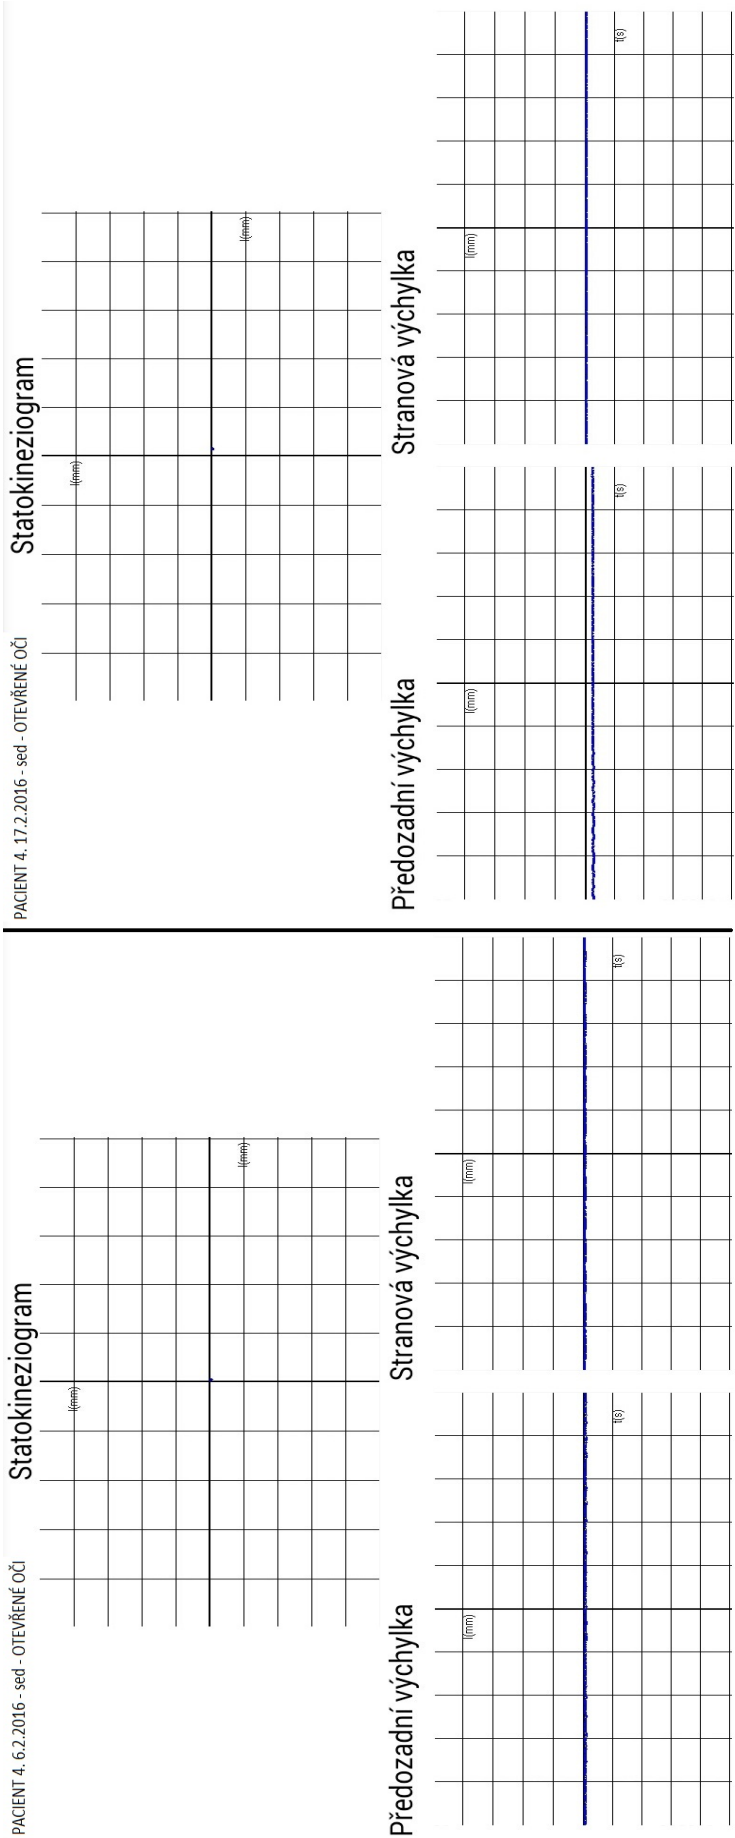 PACIENT 4. 6.2.2016 - sed - OTEVŘENÉ OČI
Statokineziogram
l(mm)
l(mm)
Předozadní výchylka
Stranová výchylka
l(mm)
t(s)
l(mm)
t(s)
PACIENT 4. 17.2.2016 - sed - OTEVŘENÉ OČI
Statokineziogram
l(mm)
l(mm)
Předozadní výchylka
Stranová výchylka
l(mm)
t(s)
l(mm)
t(s)